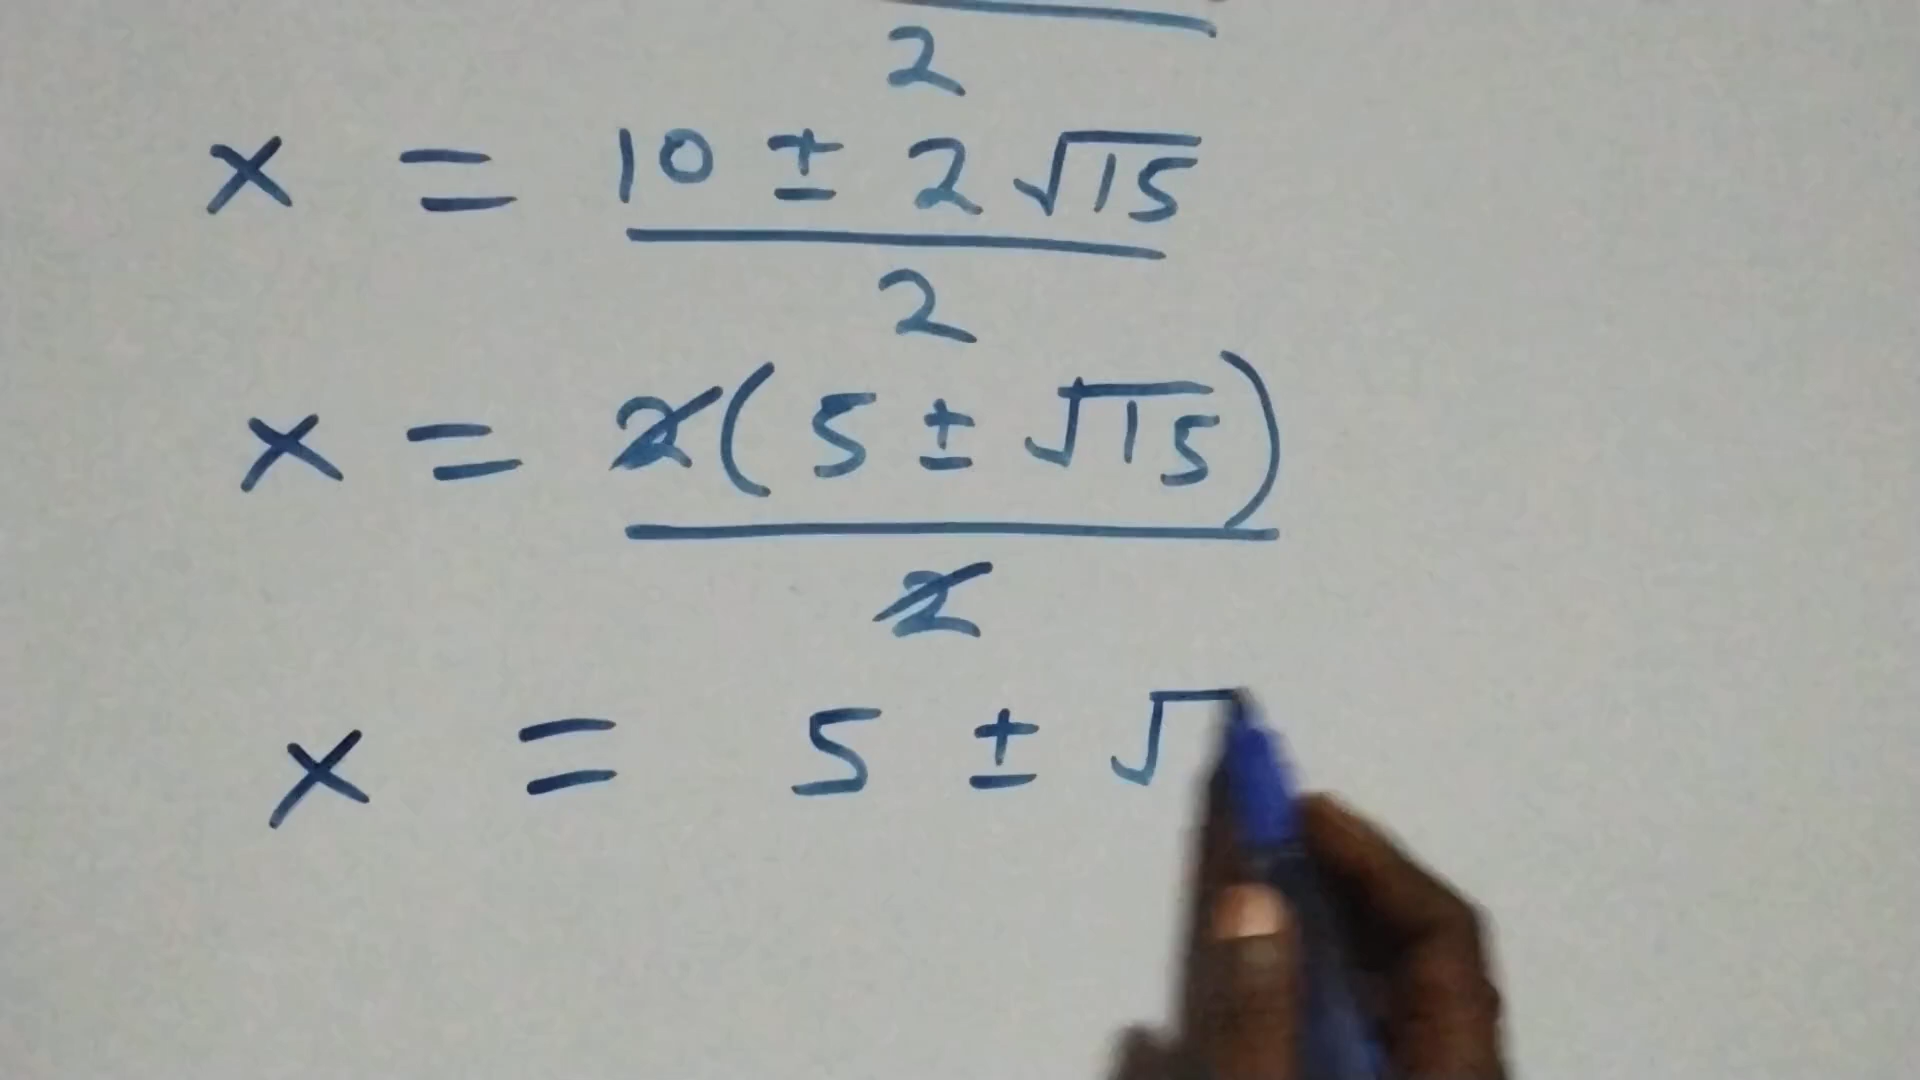 2
x = 10 ± 2 √15
2
x = 2( 5 ± √15 )
2
x = 5 ± √